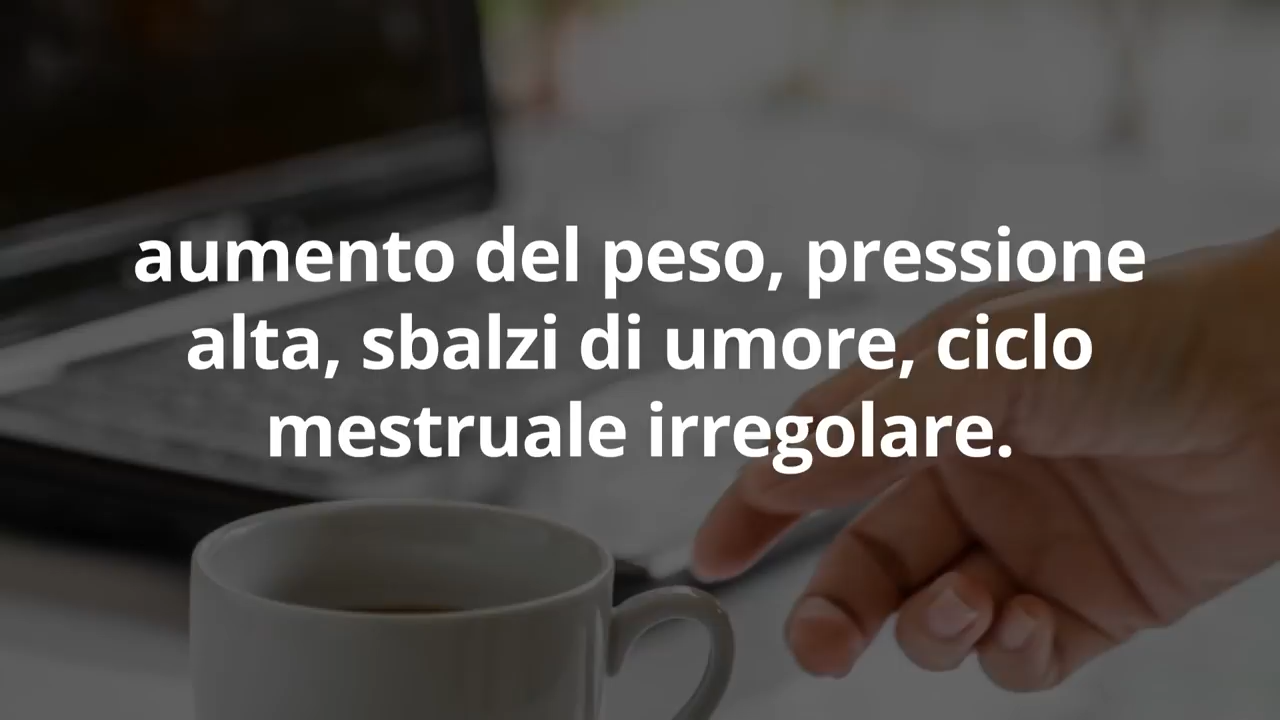 aumento del peso, pressione
alta, sbalzi di umore, ciclo
mestruale irregolare.